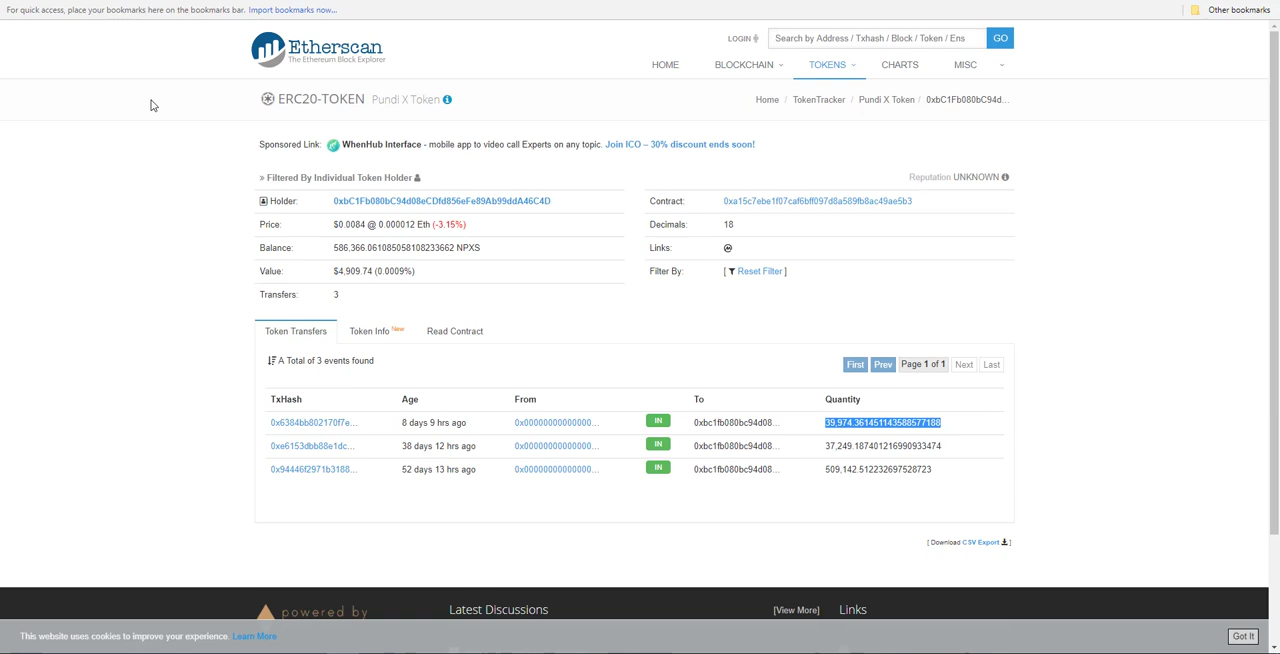 For quick access, place your bookmarks here on the bookmarks bar. Import bookmarks now... Other bookmarks
Etherscan
The Ethereum Block Explorer
LOGIN Search by Address / Txhash / Block / Token / Ens GO
HOME BLOCKCHAIN TOKENS CHARTS MISC
ERC20-TOKEN Pundi X Token Home / TokenTracker / Pundi X Token / 0xbC1Fb080bC94d...
Sponsored Link: WhenHub Interface - mobile app to video call Experts on any topic. Join ICO – 30% discount ends soon!
» Filtered By Individual Token Holder Reputation UNKNOWN
Holder: 0xbC1Fb080bC94d08eCDfd856eFe89Ab99ddA46C4D Contract: 0xa15c7ebe1f07caf6bff097d8a589fb8ac49ae5b3
Price: $0.0084 @ 0.000012 Eth (-3.15%) Decimals: 18
Balance: 586,366.061085058108233662 NPXS Links:
Value: $4,909.74 (0.0009%) Filter By: [ Reset Filter ]
Transfers: 3
Token Transfers Token Info New Read Contract
A Total of 3 events found First Prev Page 1 of 1 Next Last
TxHash Age From To Quantity
0x6384bb802170f7e... 8 days 9 hrs ago 0x00000000000000... IN 0xbc1fb080bc94d08... 39,974.361451143588577188
0xe6153dbb88e1dc... 38 days 12 hrs ago 0x00000000000000... IN 0xbc1fb080bc94d08... 37,249.187401216990933474
0x94446f2971b3188... 52 days 13 hrs ago 0x00000000000000... IN 0xbc1fb080bc94d08... 509,142.512232697528723
[ Download CSV Export ]
powered by Latest Discussions [View More] Links
This website uses cookies to improve your experience. Learn More Got It